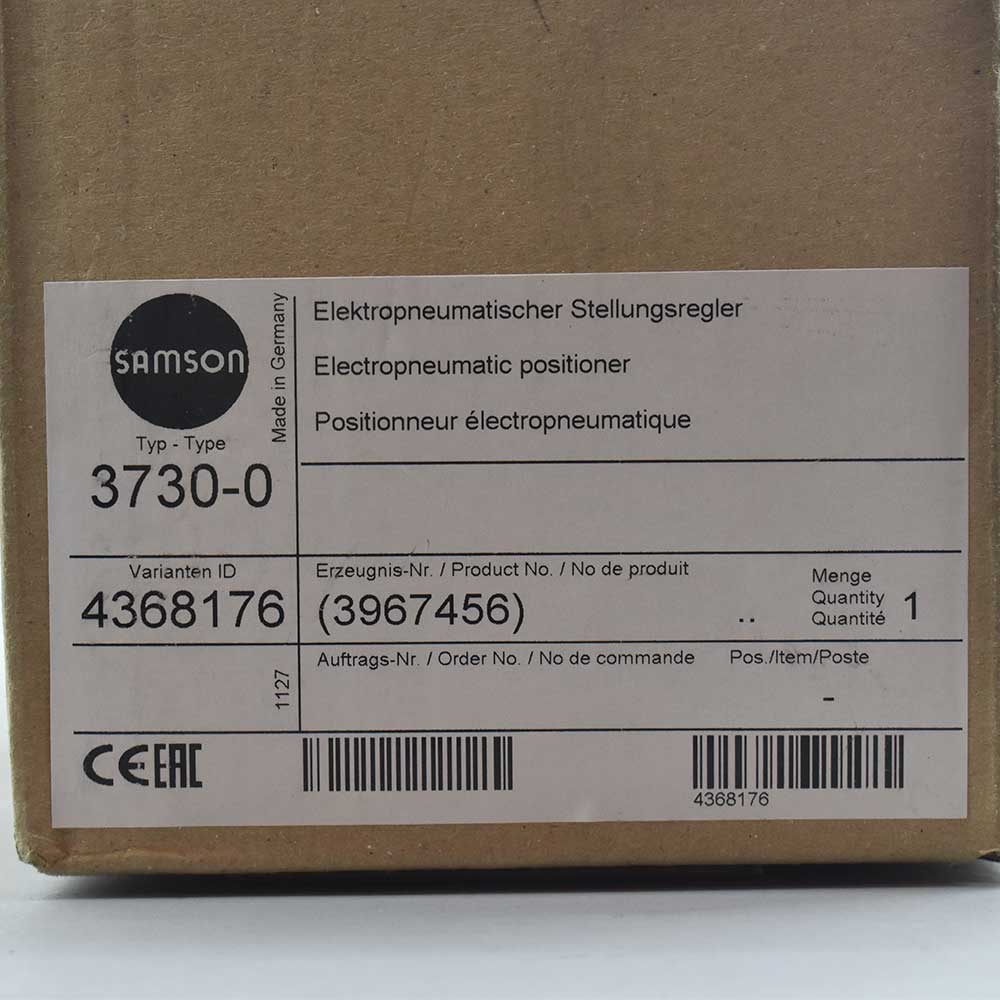 SAMSON
Made in Germany
Typ - Type
3730-0
Elektropneumatischer Stellungsregler
Electropneumatic positioner
Positionneur électropneumatique
Varianten ID
4368176
Erzeugnis-Nr. / Product No. / No de produit
(3967456)
..
Menge
Quantity
Quantité
1
1127
Auftrags-Nr. / Order No. / No de commande
Pos./Item/Poste
-
CE EAC
4368176